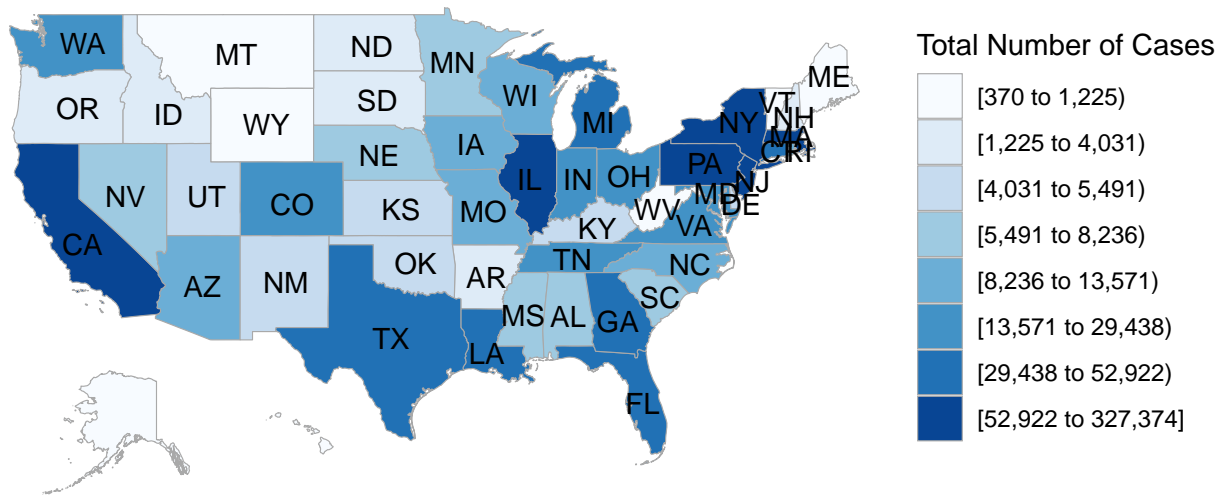 WA
MT
ND
MN
ME
OR
ID
SD
WI
VT
NH
WY
MI
NY
MA
NE
IA
CT
RI
NV
UT
CO
IL
IN
OH
PA
NJ
KS
MO
WV
MD
DE
CA
KY
VA
AZ
NM
OK
AR
TN
NC
MS
AL
GA
SC
TX
LA
FL
Total Number of Cases
[370 to 1,225)
[1,225 to 4,031)
[4,031 to 5,491)
[5,491 to 8,236)
[8,236 to 13,571)
[13,571 to 29,438)
[29,438 to 52,922)
[52,922 to 327,374]